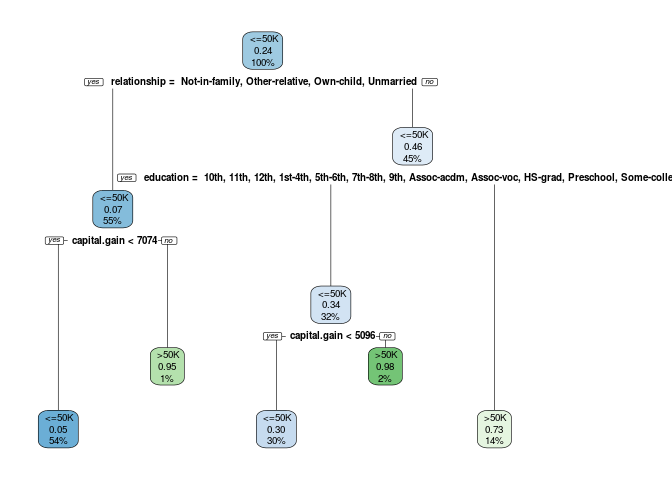 <=50K
0.24
100%
yes relationship = Not-in-family, Other-relative, Own-child, Unmarried no
<=50K
0.46
45%
yes education = 10th, 11th, 12th, 1st-4th, 5th-6th, 7th-8th, 9th, Assoc-acdm, Assoc-voc, HS-grad, Preschool, Some-colle
<=50K
0.07
55%
yes capital.gain < 7074 no
<=50K
0.34
32%
yes capital.gain < 5096 no
>50K
0.95
1%
>50K
0.98
2%
<=50K
0.05
54%
<=50K
0.30
30%
>50K
0.73
14%